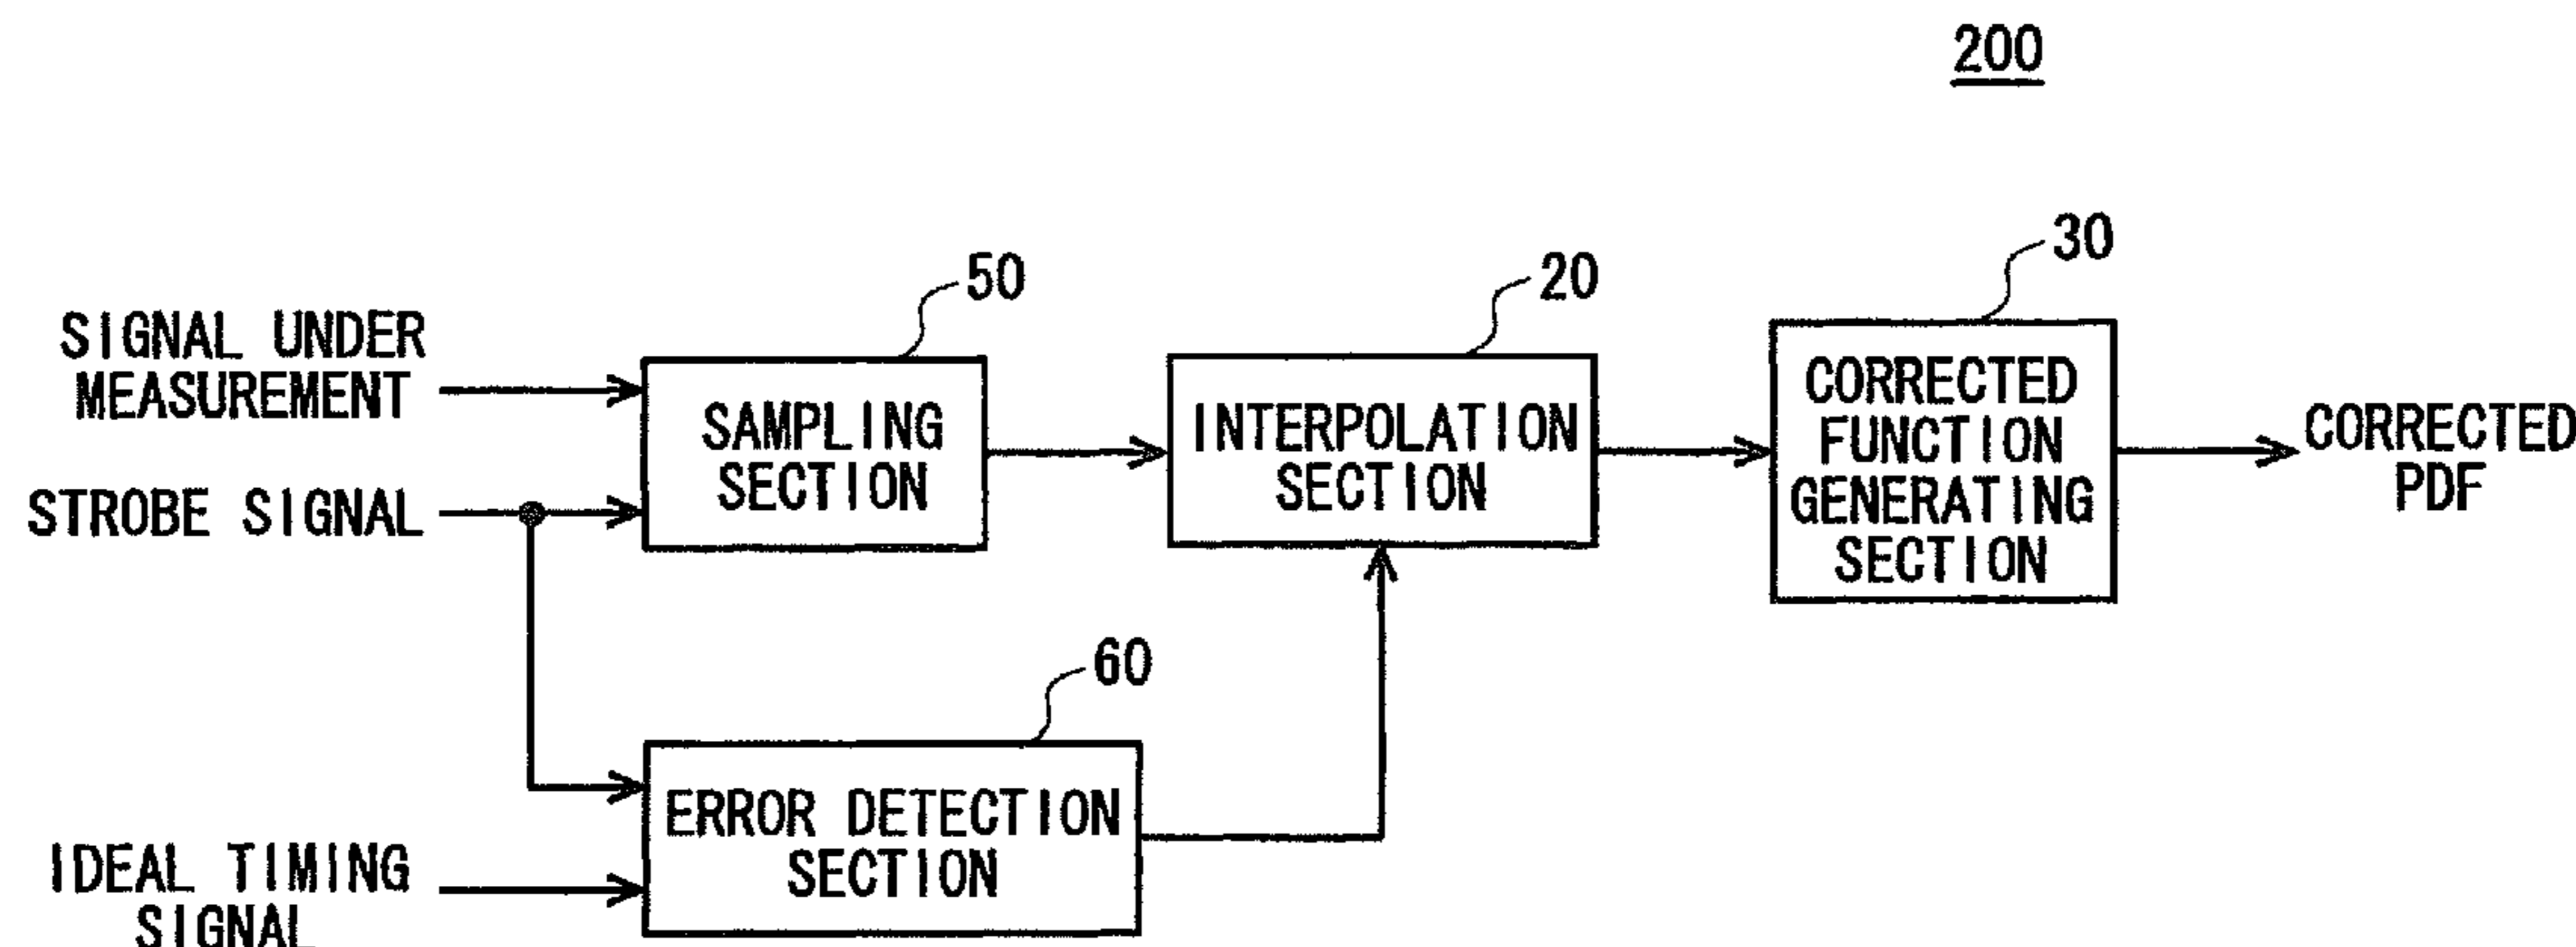 200
30
50
20
SIGNAL UNDER
MEASUREMENT
STROBE SIGNAL
SAMPLING
SECTION
INTERPOLATION
SECTION
CORRECTED
FUNCTION
GENERATING
SECTION
CORRECTED
PDF
60
ERROR DETECTION
SECTION
IDEAL TIMING
SIGNAL